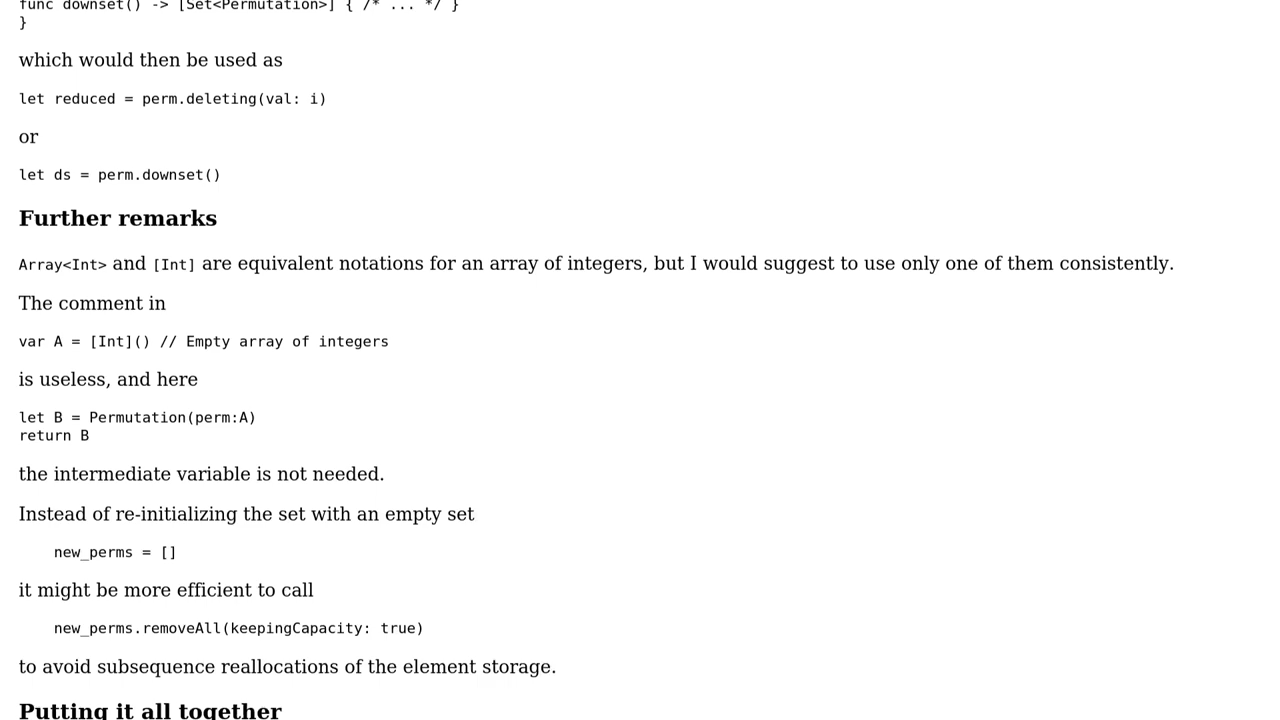 func downset() -> [Set<Permutation>] { /* ... */ }
}
which would then be used as
let reduced = perm.deleting(val: i)
or
let ds = perm.downset()
Further remarks
Array<Int> and [Int] are equivalent notations for an array of integers, but I would suggest to use only one of them consistently.
The comment in
var A = [Int]() // Empty array of integers
is useless, and here
let B = Permutation(perm:A)
return B
the intermediate variable is not needed.
Instead of re-initializing the set with an empty set
new_perms = []
it might be more efficient to call
new_perms.removeAll(keepingCapacity: true)
to avoid subsequence reallocations of the element storage.
Putting it all together